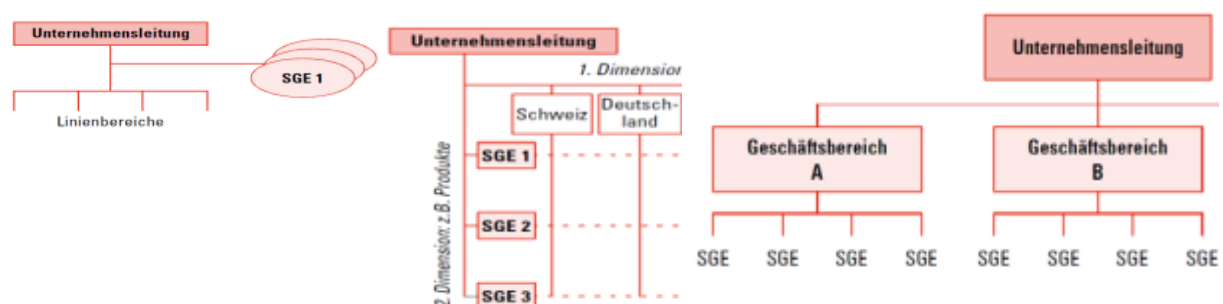 Unternehmensleitung
SGE 1
Linienbereiche
Unternehmensleitung
1. Dimension
Schweiz
Deutsch-
land
2. Dimension: z.B. Produkte
SGE 1
SGE 2
SGE 3
Unternehmensleitung
Geschäftsbereich
A
Geschäftsbereich
B
SGE SGE SGE SGE
SGE SGE SGE SGE